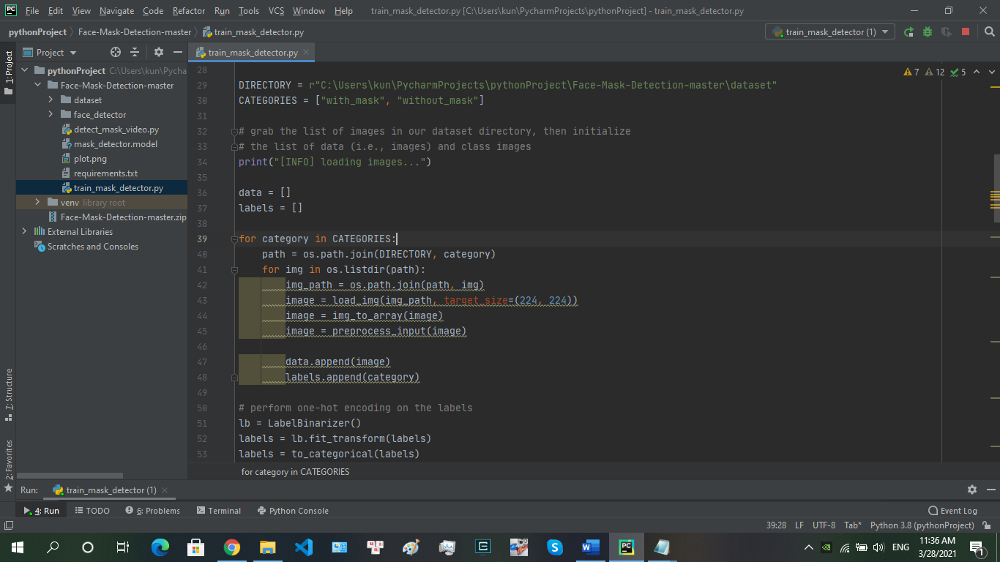 PC File Edit View Navigate Code Refactor Run Tools VCS Window Help train_mask_detector.py [C:\Users\kun\PycharmProjects\pythonProject] - train_mask_detector.py
pythonProject Face-Mask-Detection-master train_mask_detector.py train_mask_detector (1)
1: Project
Project
train_mask_detector.py
pythonProject C:\Users\kun\Pycha
Face-Mask-Detection-master
dataset
face_detector
detect_mask_video.py
mask_detector.model
plot.png
requirements.txt
train_mask_detector.py
venv library root
Face-Mask-Detection-master.zip
External Libraries
Scratches and Consoles
7: Structure
2: Favorites
7 12 5
28
29 DIRECTORY = r"C:\Users\kun\PycharmProjects\pythonProject\Face-Mask-Detection-master\dataset"
30 CATEGORIES = ["with_mask", "without_mask"]
31
32 # grab the list of images in our dataset directory, then initialize
33 # the list of data (i.e., images) and class images
34 print("[INFO] loading images...")
35
36 data = []
37 labels = []
38
39 for category in CATEGORIES:
40 path = os.path.join(DIRECTORY, category)
41 for img in os.listdir(path):
42 img_path = os.path.join(path, img)
43 image = load_img(img_path, target_size=(224, 224))
44 image = img_to_array(image)
45 image = preprocess_input(image)
46
47 data.append(image)
48 labels.append(category)
49
50 # perform one-hot encoding on the labels
51 lb = LabelBinarizer()
52 labels = lb.fit_transform(labels)
53 labels = to_categorical(labels)
for category in CATEGORIES
Run: train_mask_detector (1)
4: Run TODO 6: Problems Terminal Python Console Event Log
39:28 LF UTF-8 Tab* Python 3.8 (pythonProject)
ENG 11:36 AM
3/28/2021
1